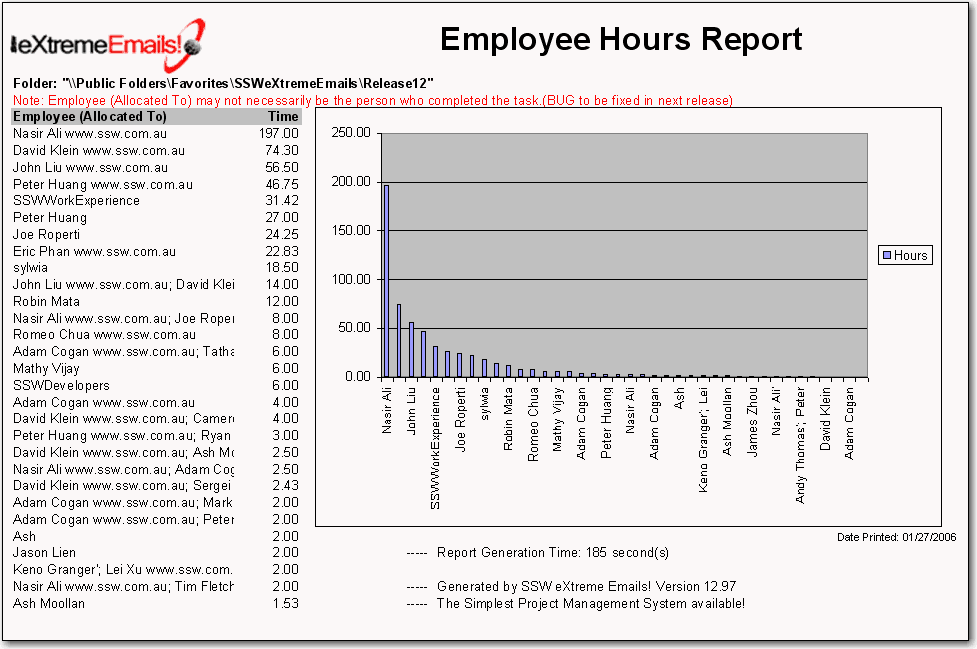 IeXtremeEmails!
Employee Hours Report
Folder: "\\Public Folders\Favorites\SSWeXtremeEmails\Release12"
Note: Employee (Allocated To) may not necessarily be the person who completed the task.(BUG to be fixed in next release)
Employee (Allocated To) Time
Nasir Ali www.ssw.com.au 197.00
David Klein www.ssw.com.au 74.30
John Liu www.ssw.com.au 56.50
Peter Huang www.ssw.com.au 46.75
SSWWorkExperience 31.42
Peter Huang 27.00
Joe Roperti 24.25
Eric Phan www.ssw.com.au 22.83
sylwia 18.50
John Liu www.ssw.com.au; David Klei 14.00
Robin Mata 12.00
Nasir Ali www.ssw.com.au; Joe Roper 8.00
Romeo Chua www.ssw.com.au 8.00
Adam Cogan www.ssw.com.au; Tatha 6.00
Mathy Vijay 6.00
SSWDevelopers 6.00
Adam Cogan www.ssw.com.au 4.00
David Klein www.ssw.com.au; Camero 4.00
Peter Huang www.ssw.com.au; Ryan 3.00
David Klein www.ssw.com.au; Ash Mo 2.50
Nasir Ali www.ssw.com.au; Adam Cog 2.50
David Klein www.ssw.com.au; Sergei 2.43
Adam Cogan www.ssw.com.au; Mark 2.00
Adam Cogan www.ssw.com.au; Peter 2.00
Ash 2.00
Jason Lien 2.00
Keno Granger'; Lei Xu www.ssw.com. 2.00
Nasir Ali www.ssw.com.au; Tim Fletch 2.00
Ash Moollan 1.53
250.00
200.00
150.00
100.00
50.00
0.00
Nasir Ali
John Liu
SSWWorkExperience
Joe Roperti
sylwia
Robin Mata
Romeo Chua
Mathy Vijay
Adam Cogan
Peter Huang
Nasir Ali
Adam Cogan
Ash
Keno Granger'; Lei
Ash Moollan
James Zhou
Nasir Ali'
Andy Thomas'; Peter
David Klein
Adam Cogan
Hours
Date Printed: 01/27/2006
----- Report Generation Time: 185 second(s)
----- Generated by SSW eXtreme Emails! Version 12.97
----- The Simplest Project Management System available!